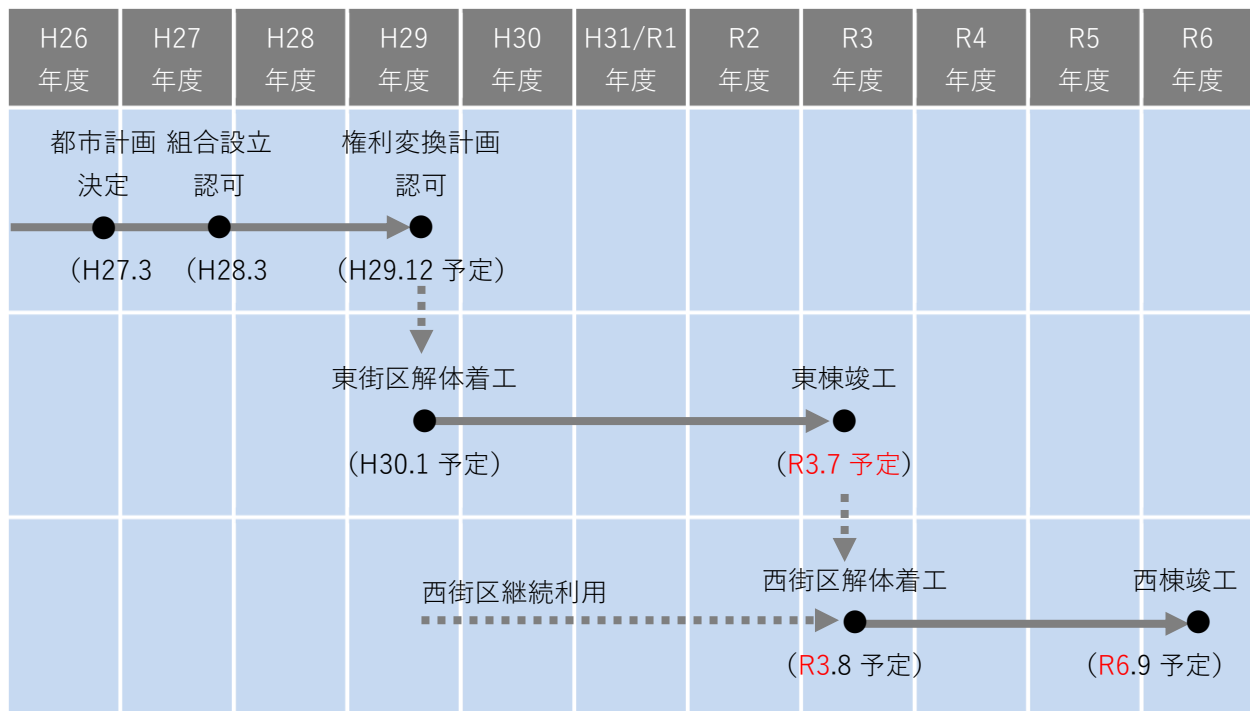 H26 H27 H28 H29 H30 H31/R1 R2 R3 R4 R5 R6
年度 年度 年度 年度 年度 年度 年度 年度 年度 年度 年度
都市計画 組合設立 権利変換計画
決定 認可 認可
（H27.3 （H28.3 （H29.12 予定）
東街区解体着工 東棟竣工
（H30.1 予定） （R3.7 予定）
西街区継続利用 西街区解体着工 西棟竣工
（R3.8 予定） （R6.9 予定）